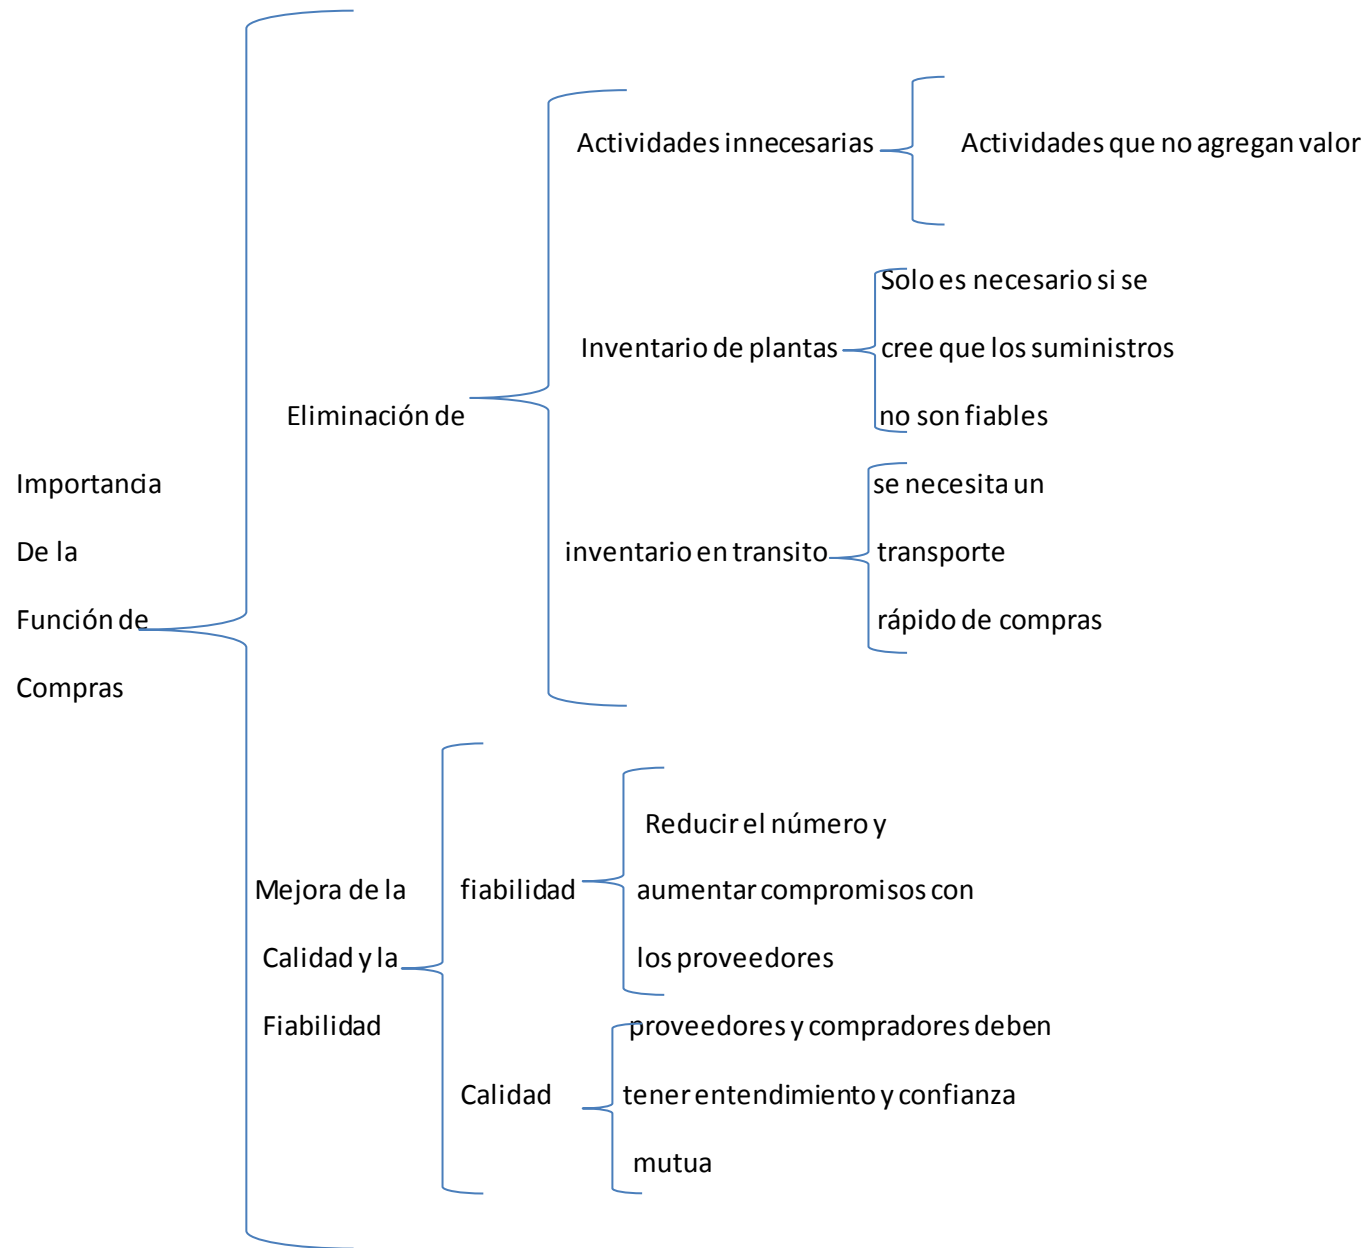 Actividades innecesarias
Actividades que no agregan valor
Solo es necesario si se
Inventario de plantas
cree que los suministros
Eliminación de
no son fiables
Importancia
se necesita un
De la
inventario en transito
transporte
Función de
rápido de compras
Compras
Reducir el número y
Mejora de la
fiabilidad
aumentar compromisos con
Calidad y la
los proveedores
Fiabilidad
proveedores y compradores deben
Calidad
tener entendimiento y confianza
mutua